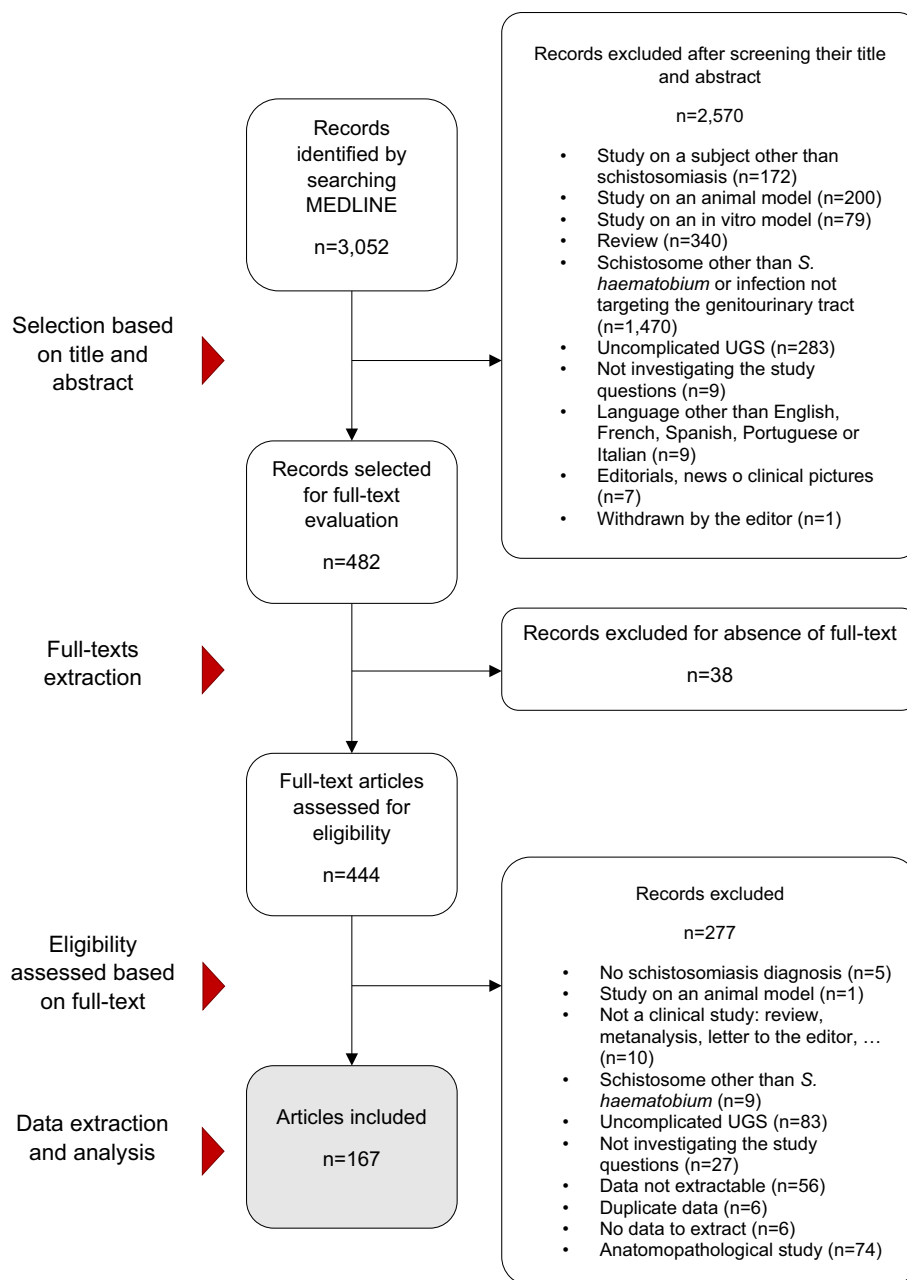 Records
identified by
searching
MEDLINE
n=3,052
Records excluded after screening their title
and abstract
n=2,570
• Study on a subject other than
schistosomiasis (n=172)
• Study on an animal model (n=200)
• Study on an in vitro model (n=79)
• Review (n=340)
• Schistosome other than S.
haematobium or infection not
targeting the genitourinary tract
(n=1,470)
• Uncomplicated UGS (n=283)
• Not investigating the study
questions (n=9)
• Language other than English,
French, Spanish, Portuguese or
Italian (n=9)
• Editorials, news o clinical pictures
(n=7)
• Withdrawn by the editor (n=1)
Selection based
on title and
abstract
Records selected
for full-text
evaluation
n=482
Full-texts
extraction
Records excluded for absence of full-text
n=38
Full-text articles
assessed for
eligibility
n=444
Eligibility
assessed based
on full-text
Records excluded
n=277
• No schistosomiasis diagnosis (n=5)
• Study on an animal model (n=1)
• Not a clinical study: review,
metanalysis, letter to the editor, …
(n=10)
• Schistosome other than S.
haematobium (n=9)
• Uncomplicated UGS (n=83)
• Not investigating the study
questions (n=27)
• Data not extractable (n=56)
• Duplicate data (n=6)
• No data to extract (n=6)
• Anatomopathological study (n=74)
Data extraction
and analysis
Articles included
n=167